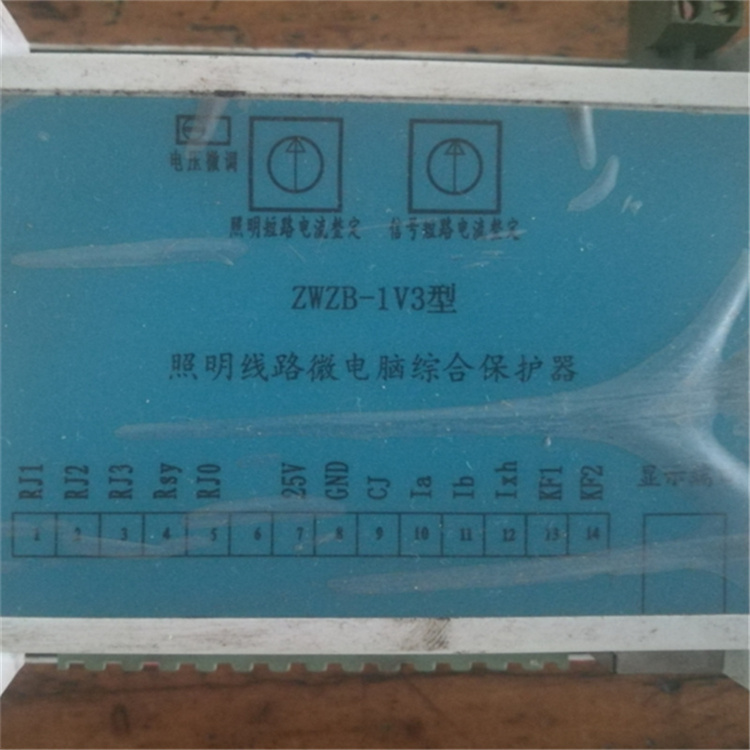 电压微调
照明短路电流整定 信号短路电流整定
ZWZB-1V3型
照明线路微电脑综合保护器
RJ1 RJ2 RJ3 Rsy RJ0 25V GND CJ Ia Ib Ixh KF1 KF2 显示
1 2 3 4 5 6 7 8 9 10 11 12 13 14